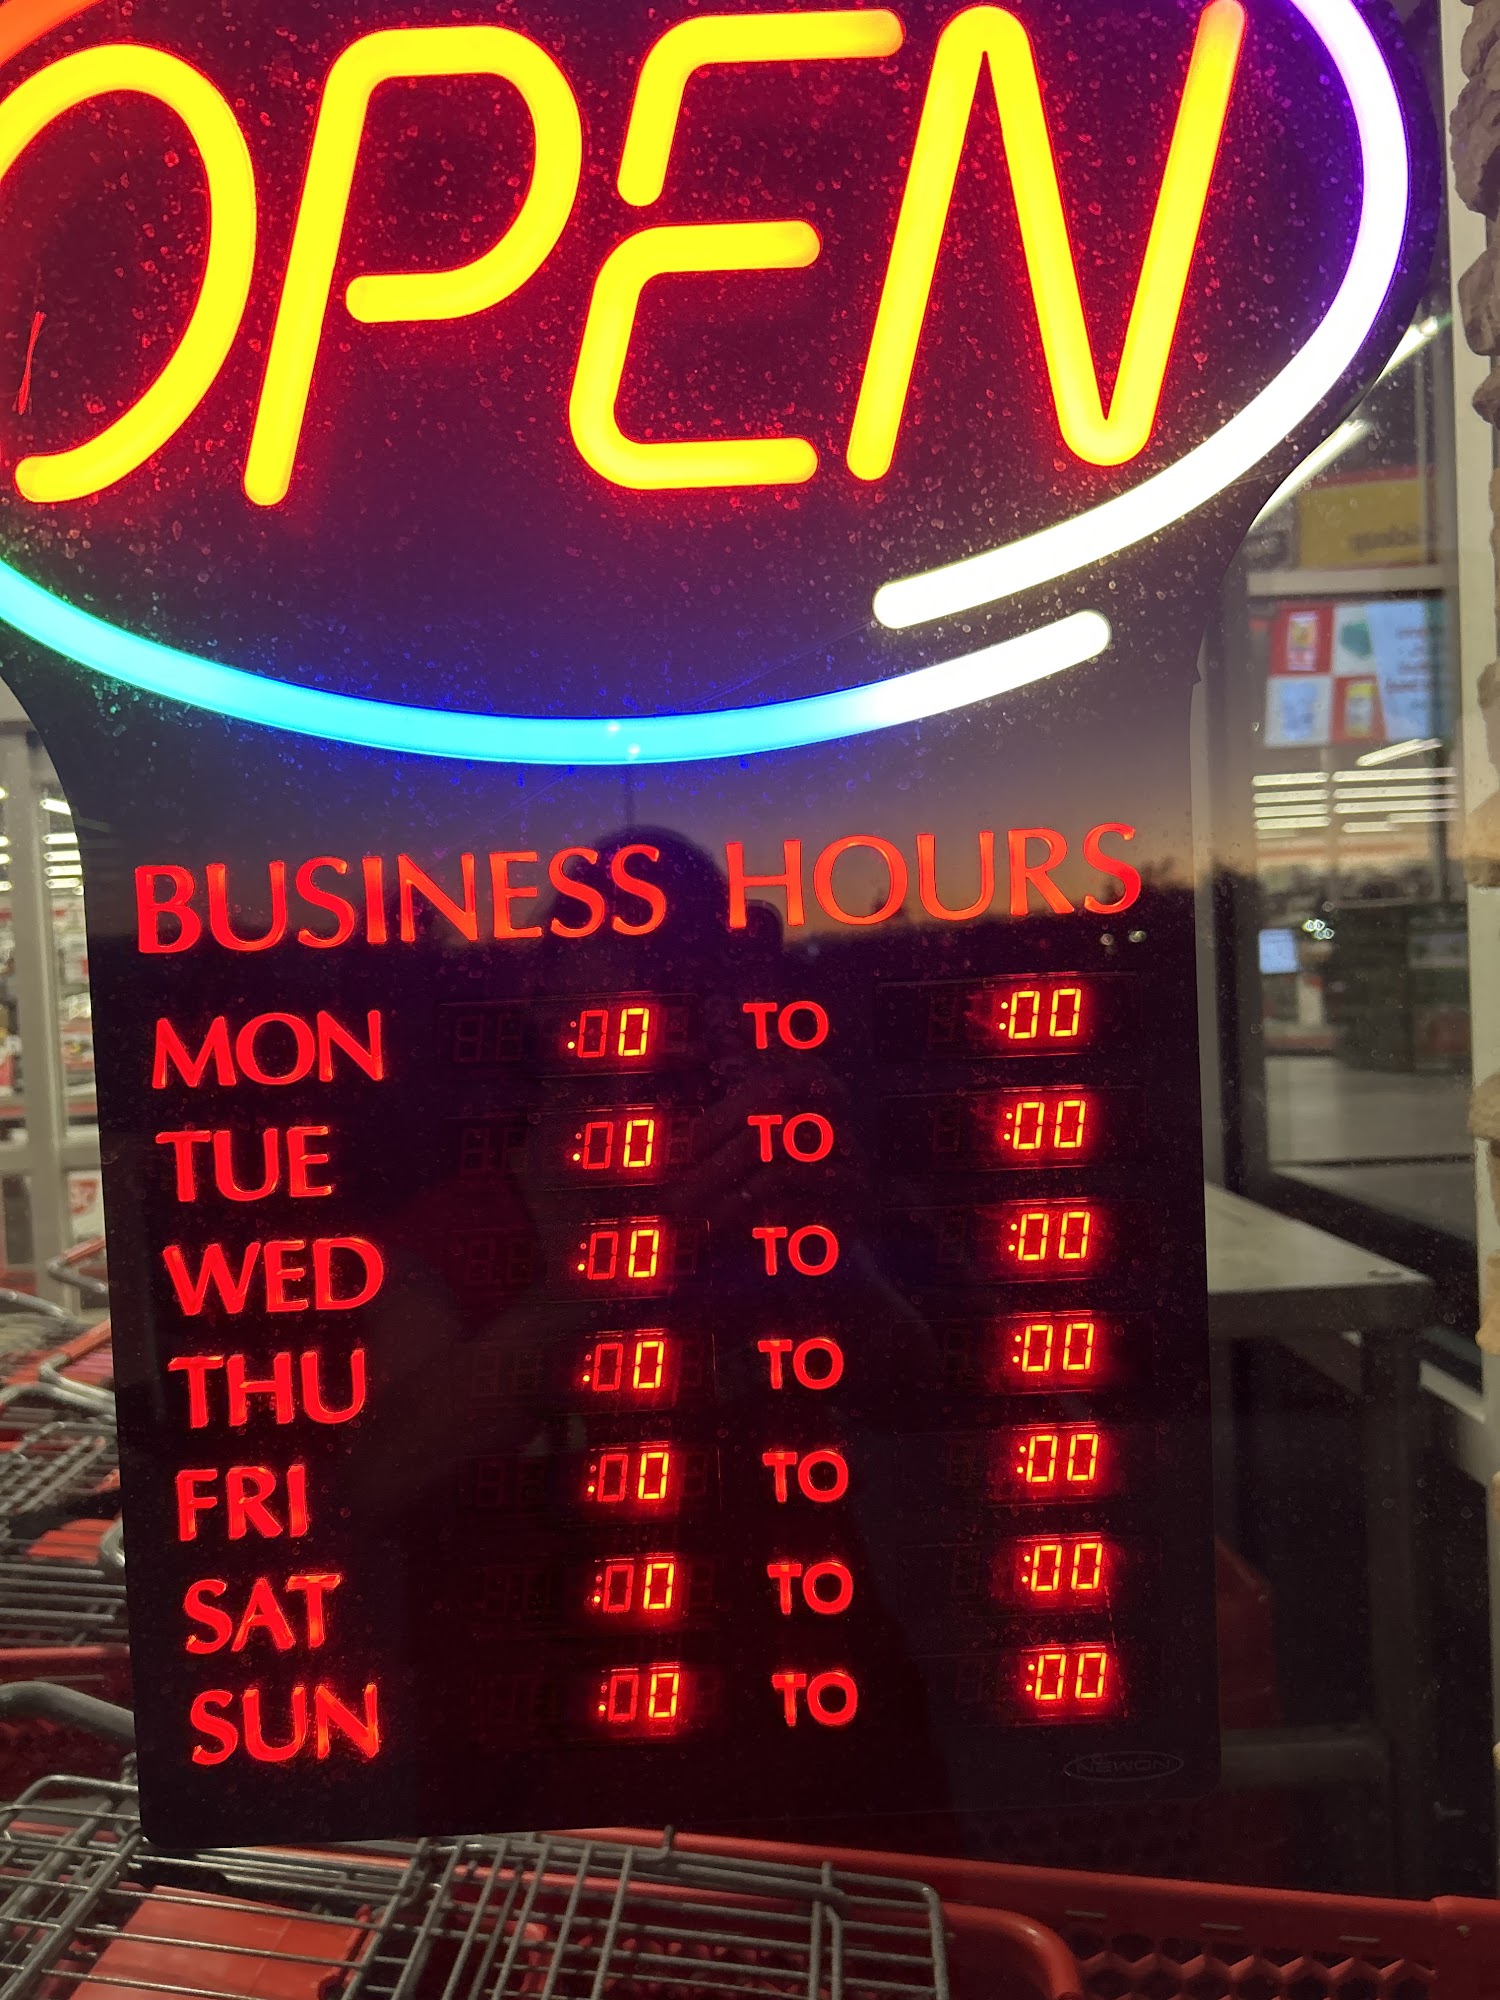 OPEN
BUSINESS HOURS
MON :00 TO :00
TUE :00 TO :00
WED :00 TO :00
THU :00 TO :00
FRI :00 TO :00
SAT :00 TO :00
SUN :00 TO :00
NEWON